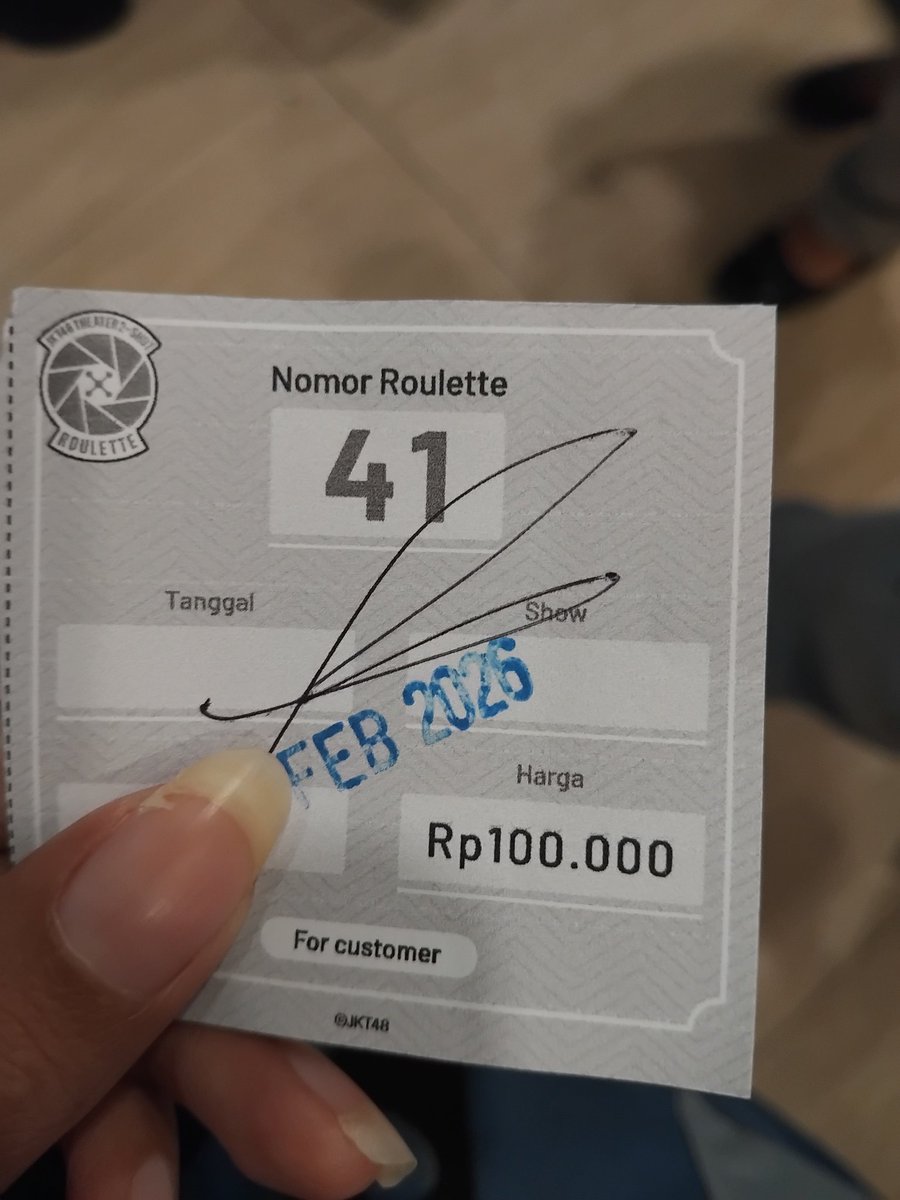 JKT48 THEATER 2-SHOT
ROULETTE
Nomor Roulette
41
Tanggal
Show
FEB 2026
Harga
Rp100.000
For customer
©JKT48